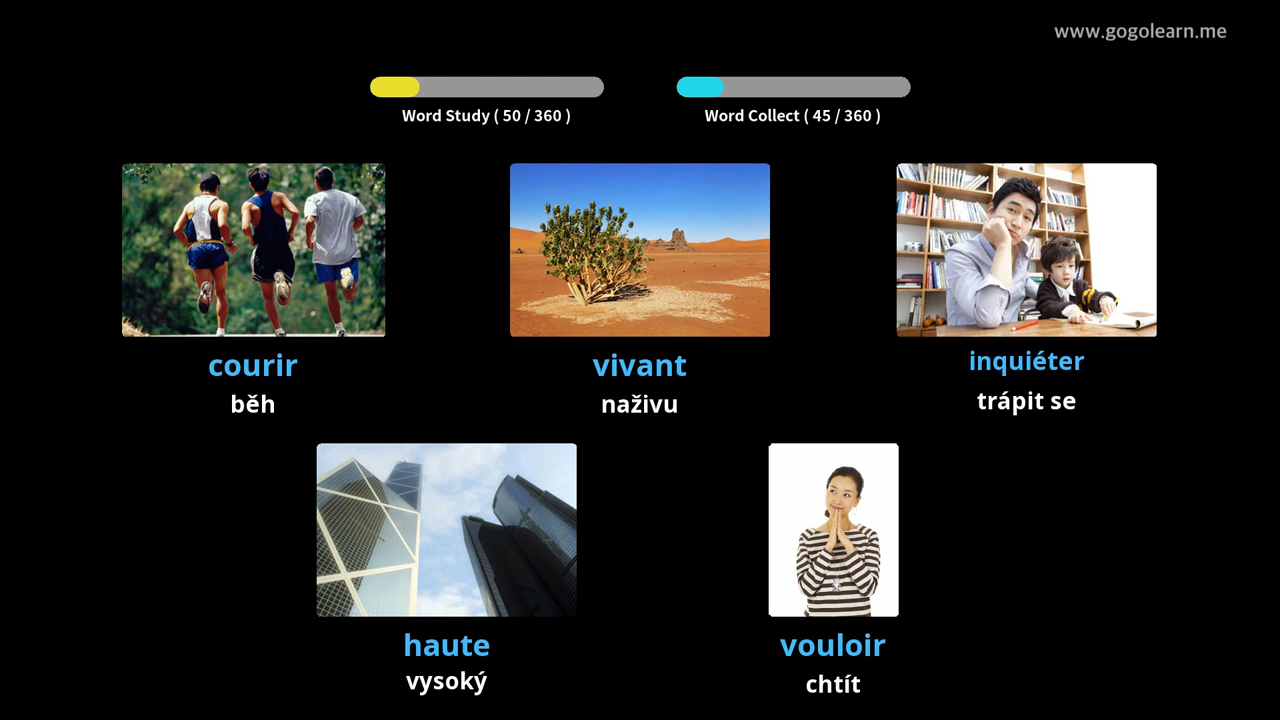 www.gogolearn.me
Word Study ( 50 / 360 )
Word Collect ( 45 / 360 )
courir
běh
vivant
naživu
inquiéter
trápit se
haute
vysoký
vouloir
chtít